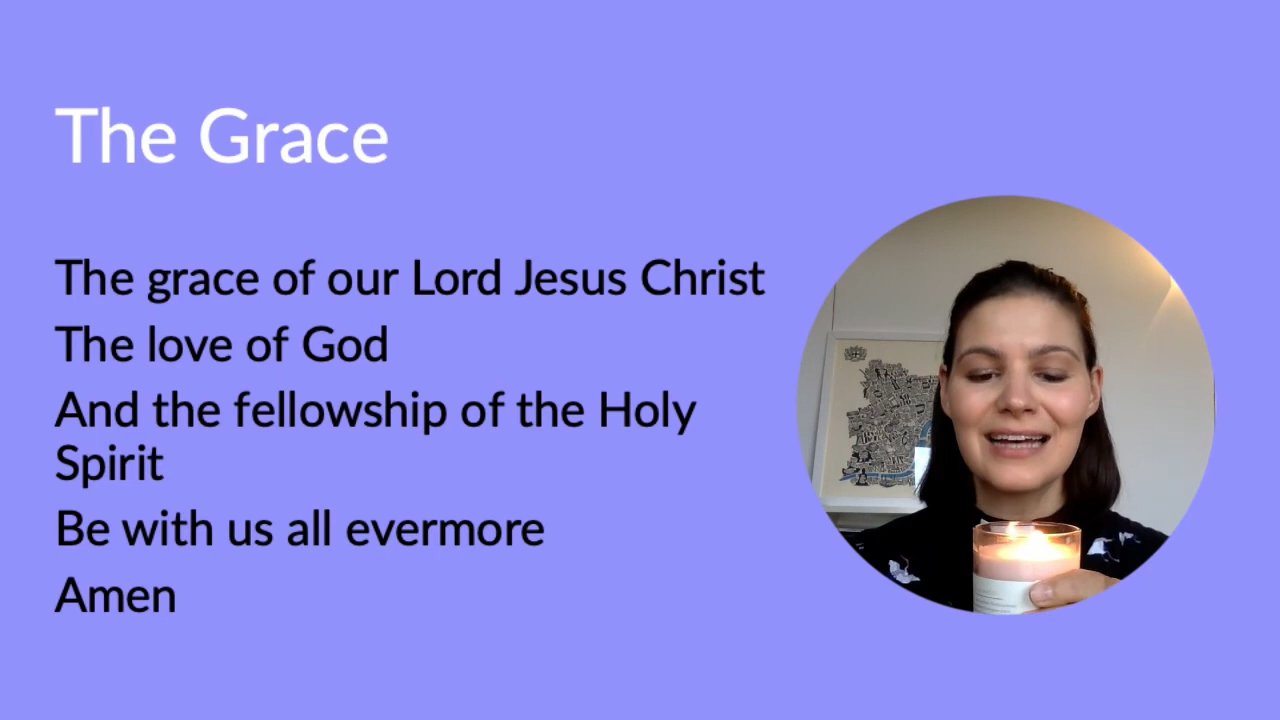 The Grace
The grace of our Lord Jesus Christ
The love of God
And the fellowship of the Holy
Spirit
Be with us all evermore
Amen